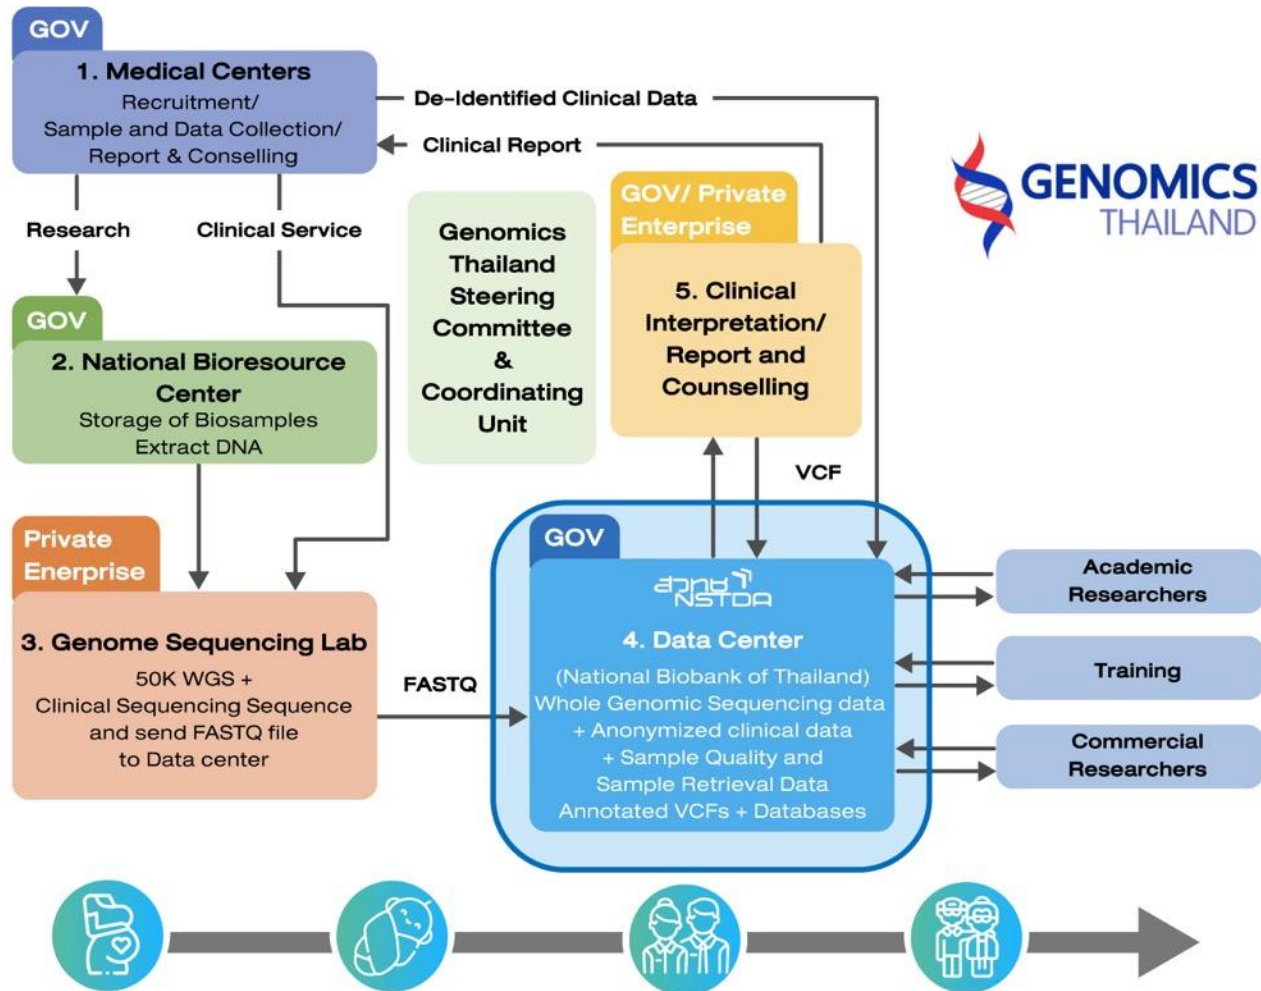 GOV
1. Medical Centers
Recruitment/
Sample and Data Collection/
Report & Conselling
De-Identified Clinical Data
Clinical Report
Research
Clinical Service
GOV
2. National Bioresource
Center
Storage of Biosamples
Extract DNA
Private
Enerprise
3. Genome Sequencing Lab
50K WGS +
Clinical Sequencing Sequence
and send FASTQ file
to Data center
FASTQ
Genomics
Thailand
Steering
Committee
&
Coordinating
Unit
GOV/ Private
Enterprise
5. Clinical
Interpretation/
Report and
Counselling
VCF
GOV
สวทช
NSTDA
4. Data Center
(National Biobank of Thailand)
Whole Genomic Sequencing data
+ Anonymized clinical data
+ Sample Quality and
Sample Retrieval Data
Annotated VCFs + Databases
GENOMICS
THAILAND
Academic
Researchers
Training
Commercial
Researchers